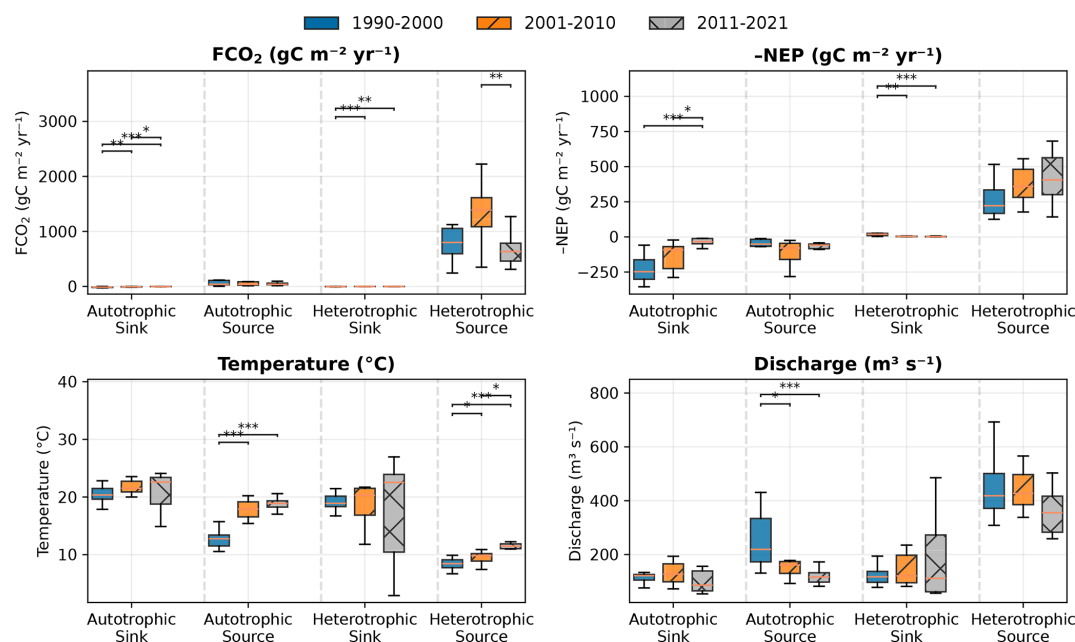 1990-2000 2001-2010 2011-2021
FCO₂ (gC m⁻² yr⁻¹)
–NEP (gC m⁻² yr⁻¹)
FCO₂ (gC m⁻² yr⁻¹)
3000
2000
1000
0
** *** *
*** **
**
Autotrophic Sink
Autotrophic Source
Heterotrophic Sink
Heterotrophic Source
–NEP (gC m⁻² yr⁻¹)
1000
750
500
250
0
−250
*** *
** ***
Autotrophic Sink
Autotrophic Source
Heterotrophic Sink
Heterotrophic Source
Temperature (°C)
Discharge (m³ s⁻¹)
Temperature (°C)
40
30
20
10
*** ***
* *** *
Autotrophic Sink
Autotrophic Source
Heterotrophic Sink
Heterotrophic Source
Discharge (m³ s⁻¹)
800
600
400
200
* ***
Autotrophic Sink
Autotrophic Source
Heterotrophic Sink
Heterotrophic Source